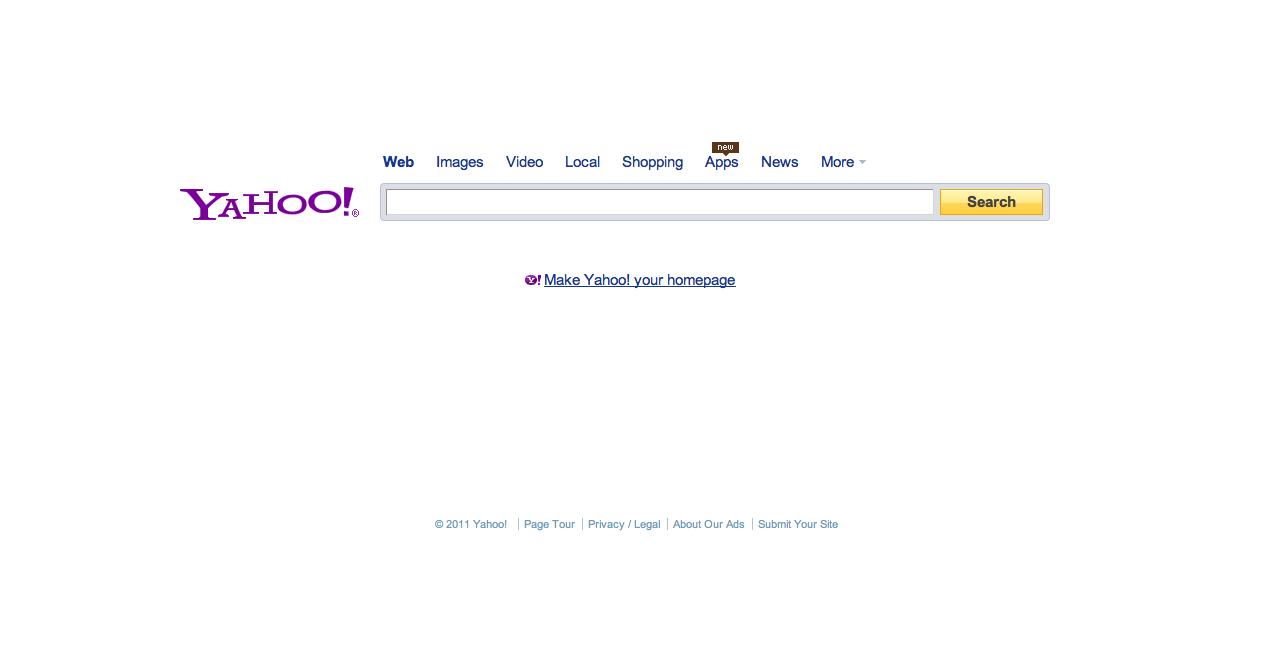 new
Web Images Video Local Shopping Apps News More
YAHOO!®
Search
Y! Make Yahoo! your homepage
© 2011 Yahoo! | Page Tour | Privacy / Legal | About Our Ads | Submit Your Site